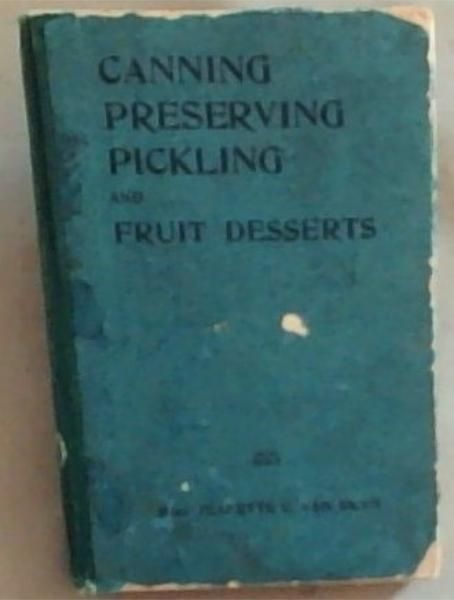 CANNING
PRESERVING
PICKLING
AND
FRUIT DESSERTS